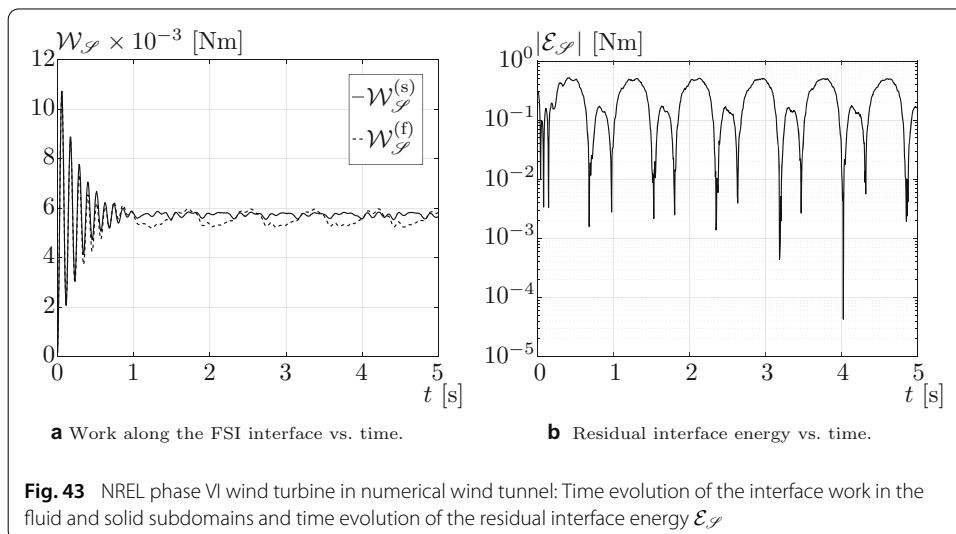 𝒲_𝒮 × 10⁻³ [Nm]
12
10
8
6
4
2
0
0 1 2 3 4 5
t [s]
– 𝒲_𝒮^(s)
-- 𝒲_𝒮^(f)
a Work along the FSI interface vs. time.
|ℰ_𝒮| [Nm]
10⁰
10⁻¹
10⁻²
10⁻³
10⁻⁴
10⁻⁵
0 1 2 3 4 5
t [s]
b Residual interface energy vs. time.
Fig. 43 NREL phase VI wind turbine in numerical wind tunnel: Time evolution of the interface work in the
fluid and solid subdomains and time evolution of the residual interface energy ℰ_𝒮